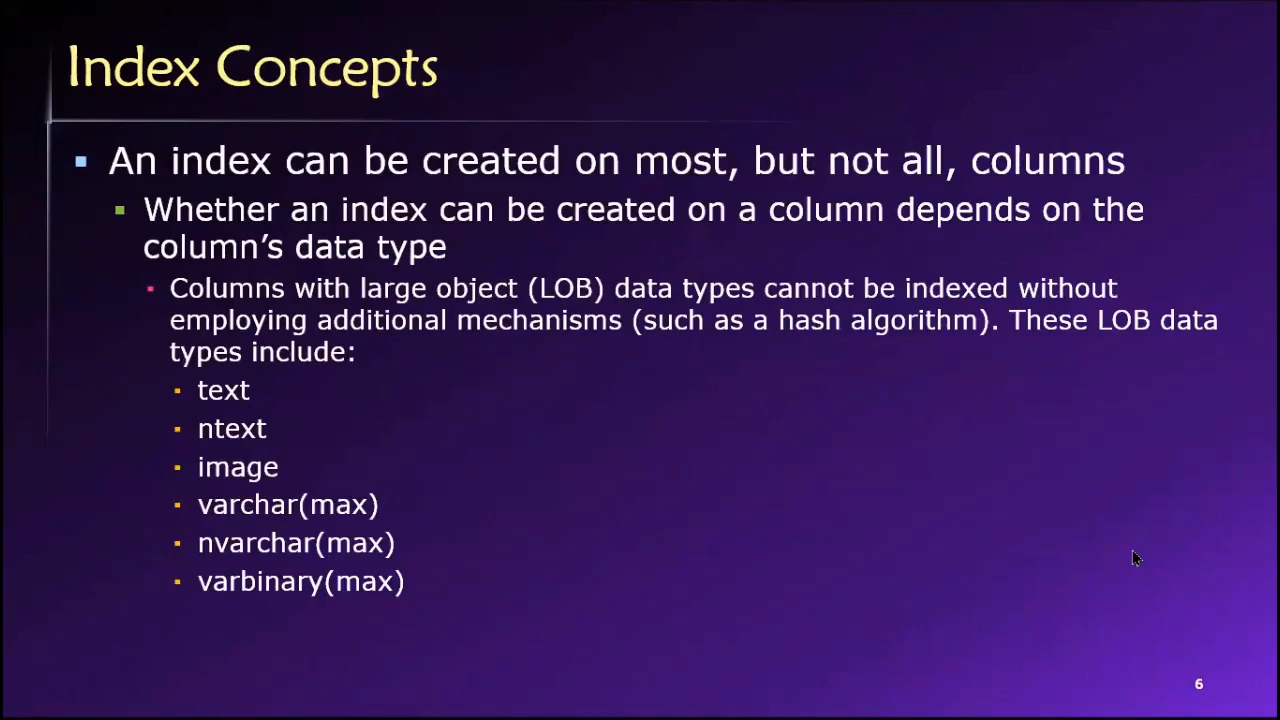 Index Concepts
An index can be created on most, but not all, columns
Whether an index can be created on a column depends on the
column’s data type
Columns with large object (LOB) data types cannot be indexed without
employing additional mechanisms (such as a hash algorithm). These LOB data
types include:
text
ntext
image
varchar(max)
nvarchar(max)
varbinary(max)
6